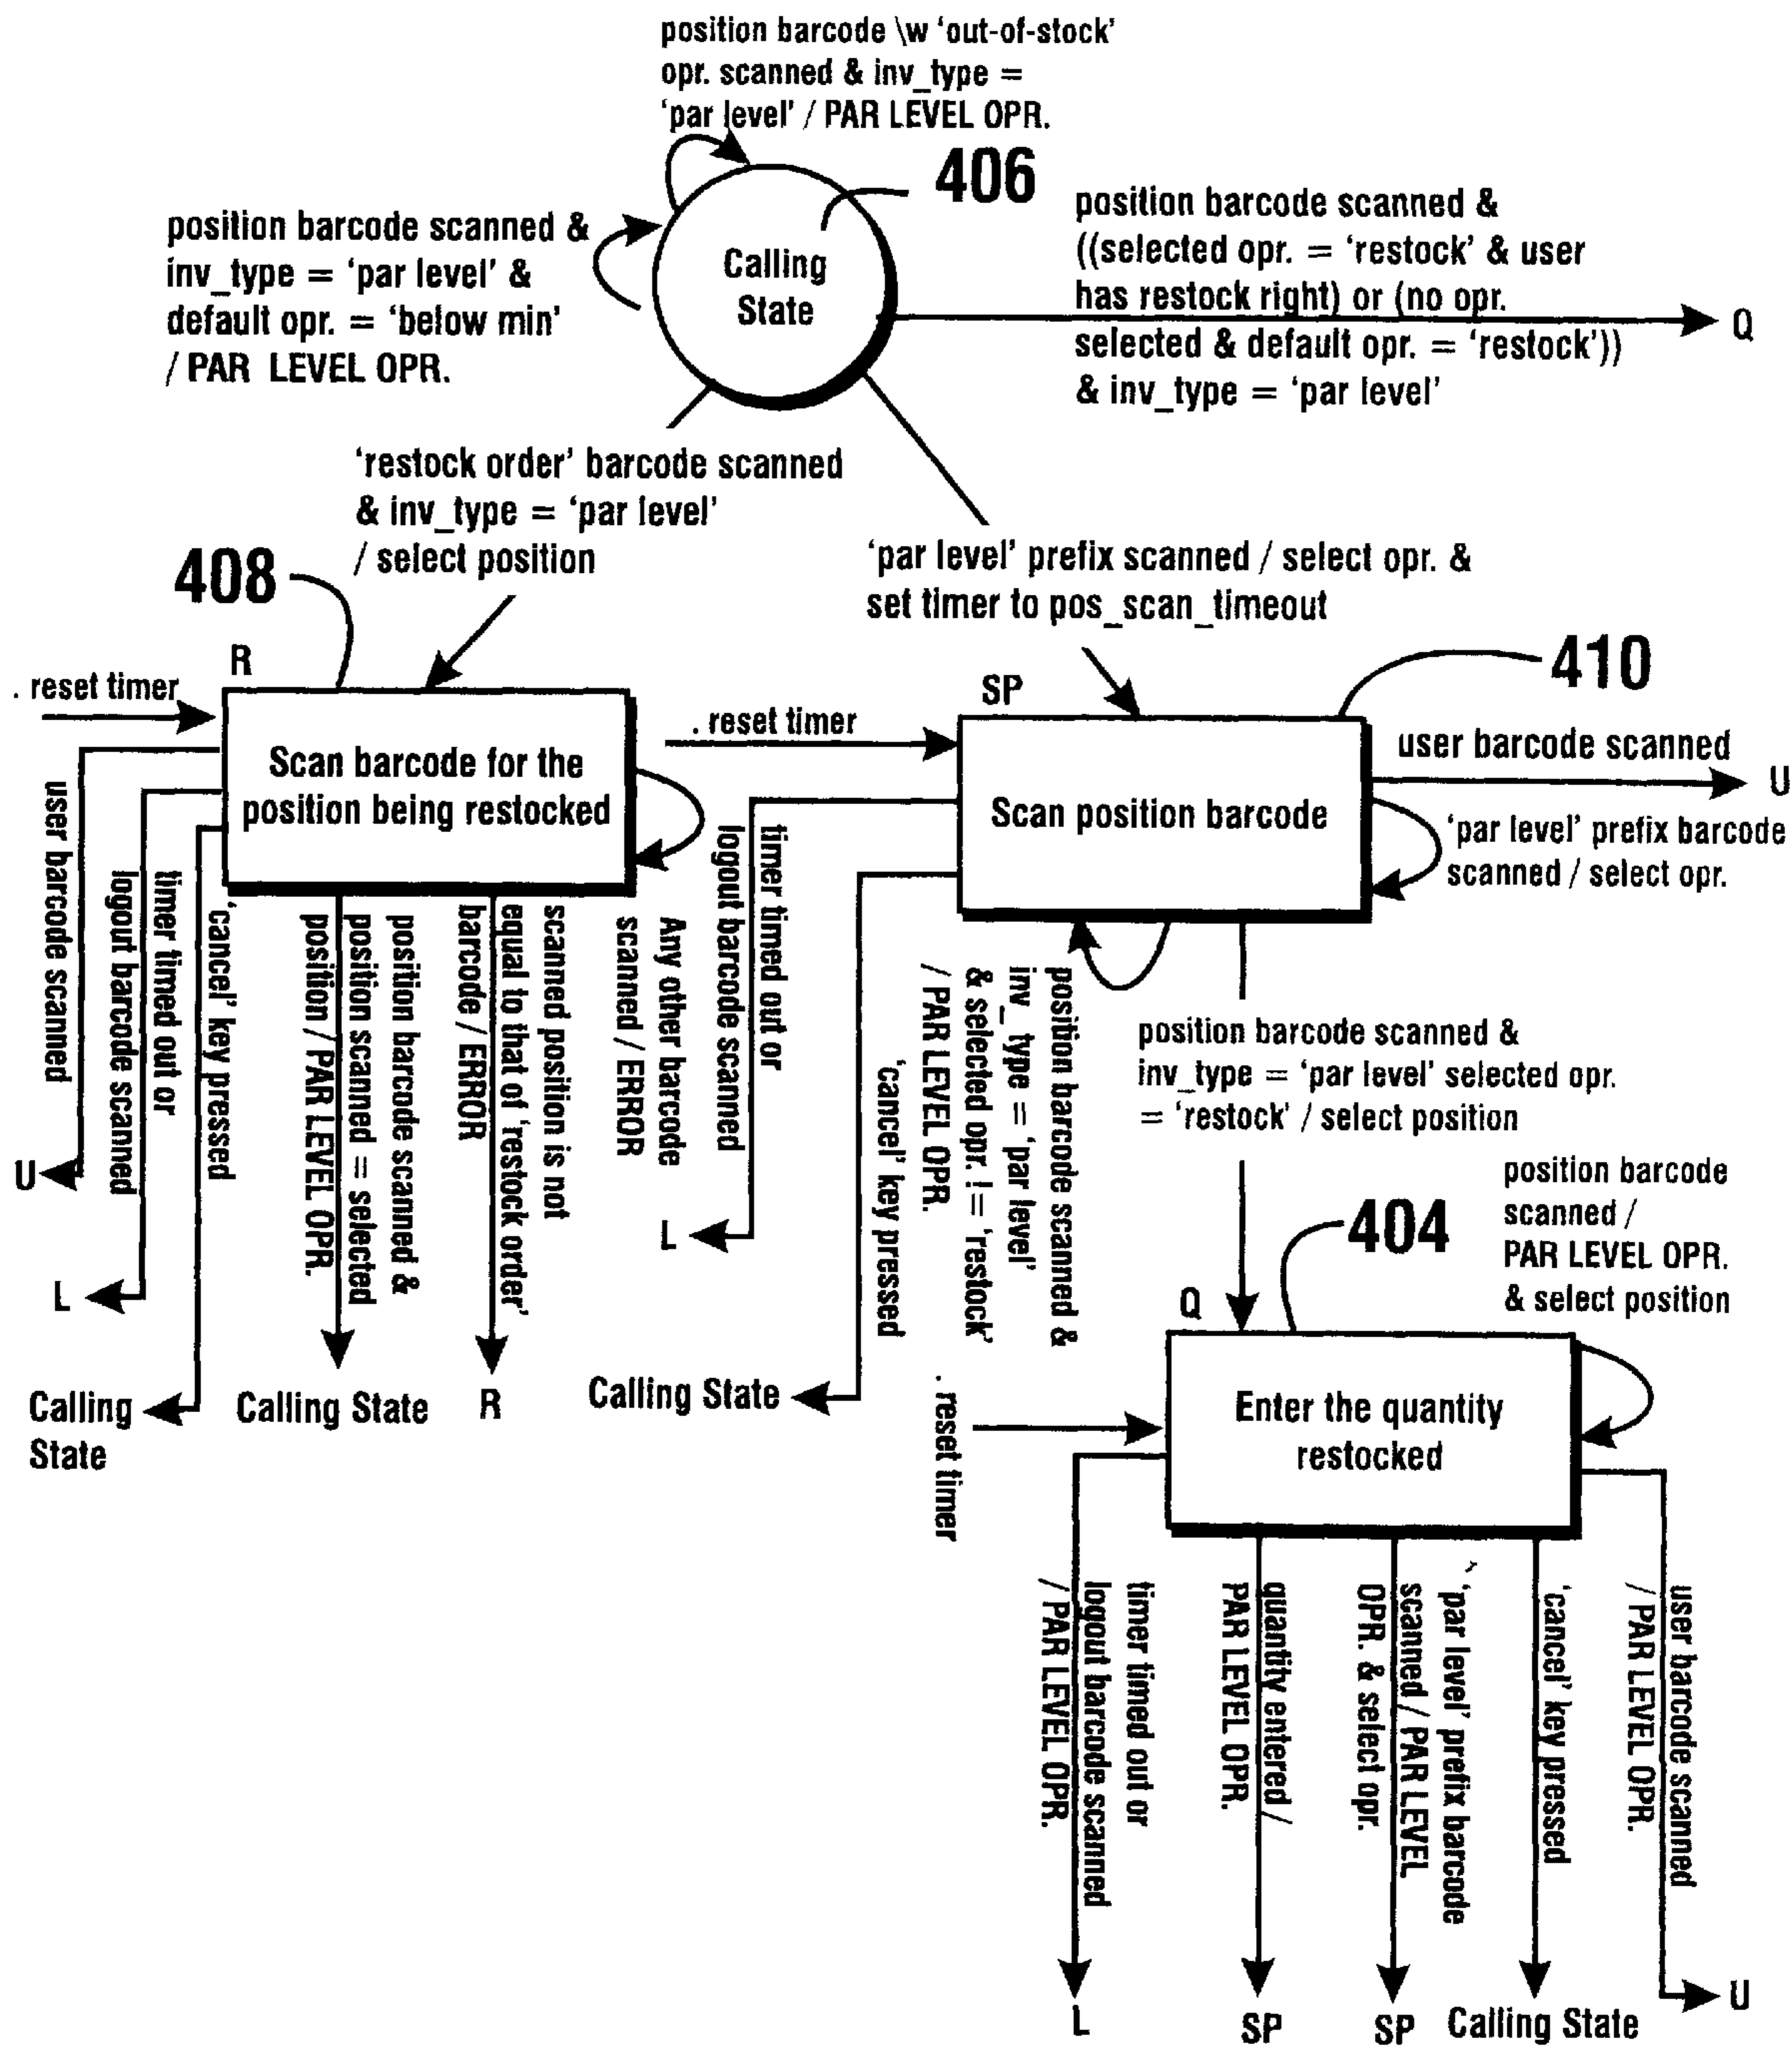 position barcode \w ‘out-of-stock’
opr. scanned & inv_type =
‘par level’ / PAR LEVEL OPR.
406
position barcode scanned &
inv_type = ‘par level’ &
default opr. = ‘below min’
/ PAR LEVEL OPR.
Calling
State
position barcode scanned &
((selected opr. = ‘restock’ & user
has restock right) or (no opr.
selected & default opr. = ‘restock’))
& inv_type = ‘par level’
Q
‘restock order’ barcode scanned
& inv_type = ‘par level’
/ select position
‘par level’ prefix scanned / select opr. &
set timer to pos_scan_timeout
408
R
. reset timer
Scan barcode for the
position being restocked
410
SP
. reset timer
Scan position barcode
user barcode scanned
U
‘par level’ prefix barcode
scanned / select opr.
user barcode scanned
U
timer timed out or
logout barcode scanned
L
‘cancel’ key pressed
Calling
State
position barcode scanned &
position scanned = selected
position / PAR LEVEL OPR.
Calling State
scanned position is not
equal to that of ‘restock order’
barcode / ERROR
R
Any other barcode
scanned / ERROR
timer timed out or
logout barcode scanned
L
‘cancel’ key pressed
Calling State
position barcode scanned &
inv_type = ‘par level’
& selected opr. != ‘restock’
/ PAR LEVEL OPR.
position barcode scanned &
inv_type = ‘par level’ selected opr.
= ‘restock’ / select position
404
position barcode
scanned /
PAR LEVEL OPR.
& select position
Q
. reset timer
Enter the quantity
restocked
timer timed out or
logout barcode scanned
/ PAR LEVEL OPR.
L
quantity entered /
PAR LEVEL OPR.
SP
‘par level’ prefix barcode
scanned / PAR LEVEL
OPR. & select opr.
SP
‘cancel’ key pressed
Calling State
user barcode scanned
/ PAR LEVEL OPR.
U